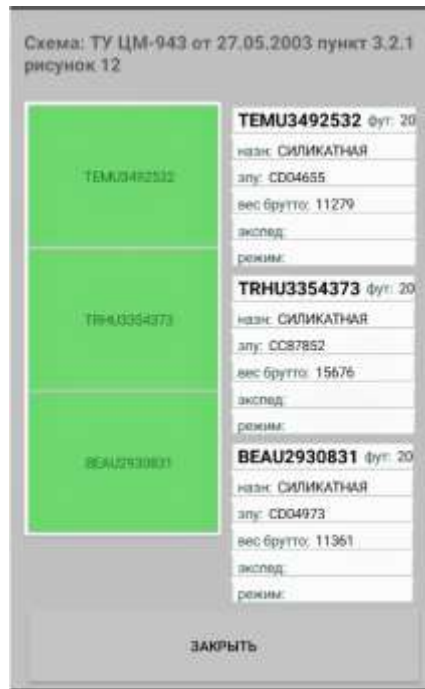 Схема: ТУ ЦМ-943 от 27.05.2003 пункт 3.2.1
рисунок 12
TEMU3492532
TRHU3354373
BEAU2930831
TEMU3492532 фут: 20
назн: СИЛИКАТНАЯ
зпу: CD04655
вес брутто: 11279
экспед:
режим:
TRHU3354373 фут: 20
назн: СИЛИКАТНАЯ
зпу: CC87852
вес брутто: 15676
экспед:
режим:
BEAU2930831 фут: 20
назн: СИЛИКАТНАЯ
зпу: CD04973
вес брутто: 11361
экспед:
режим:
ЗАКРЫТЬ